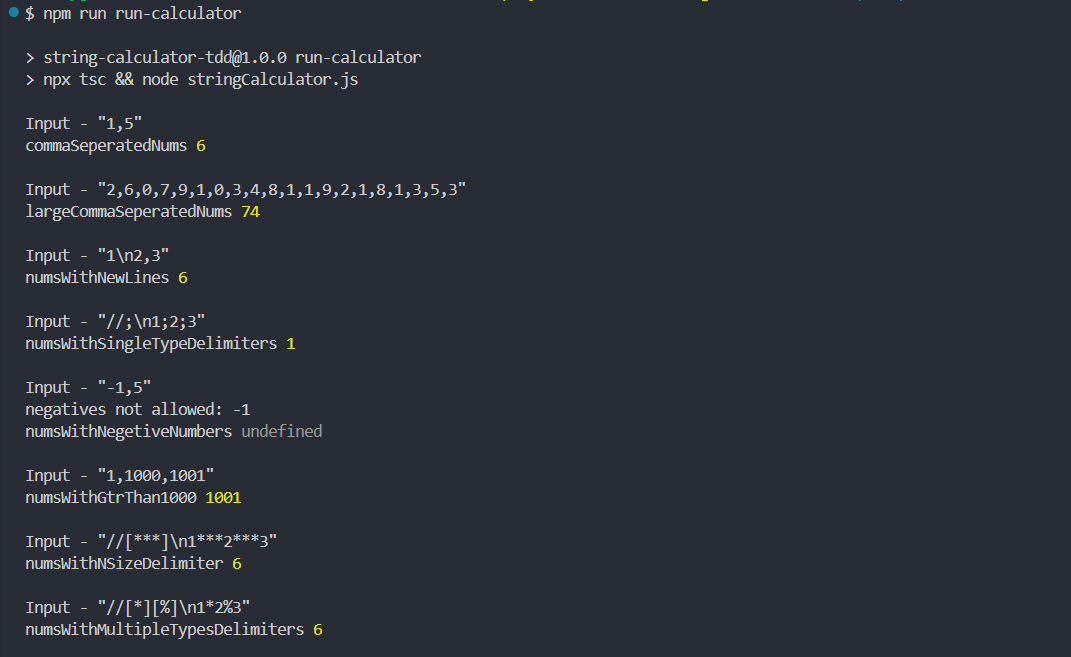 $ npm run run-calculator
> string-calculator-tdd@1.0.0 run-calculator
> npx tsc && node stringCalculator.js
Input - "1,5"
commaSeperatedNums 6
Input - "2,6,0,7,9,1,0,3,4,8,1,1,9,2,1,8,1,3,5,3"
largeCommaSeperatedNums 74
Input - "1\n2,3"
numsWithNewLines 6
Input - "//;\n1;2;3"
numsWithSingleTypeDelimiters 1
Input - "-1,5"
negatives not allowed: -1
numsWithNegetiveNumbers undefined
Input - "1,1000,1001"
numsWithGtrThan1000 1001
Input - "//[***]\n1***2***3"
numsWithNSizeDelimiter 6
Input - "//[*][%]\n1*2%3"
numsWithMultipleTypesDelimiters 6